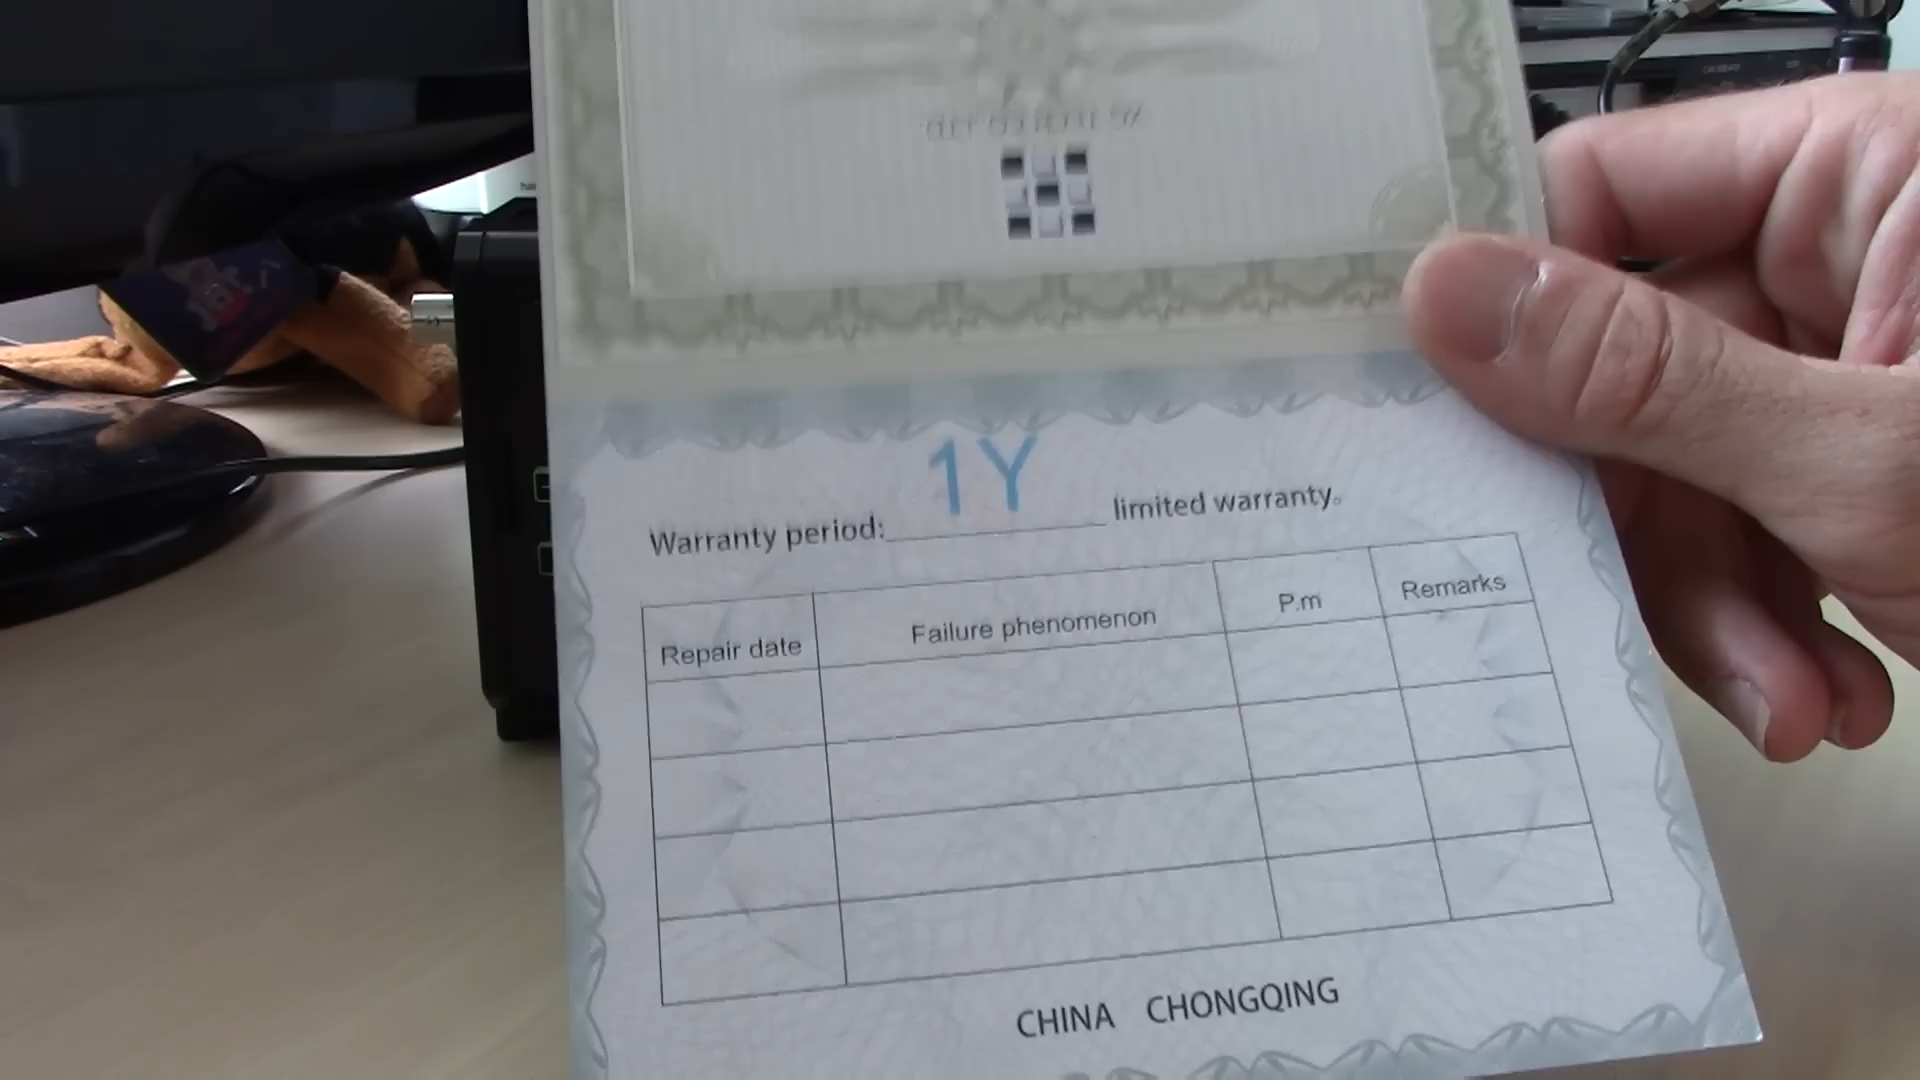 1Y
Warranty period: limited warranty。
Repair date Failure phenomenon P.m Remarks
CHINA CHONGQING